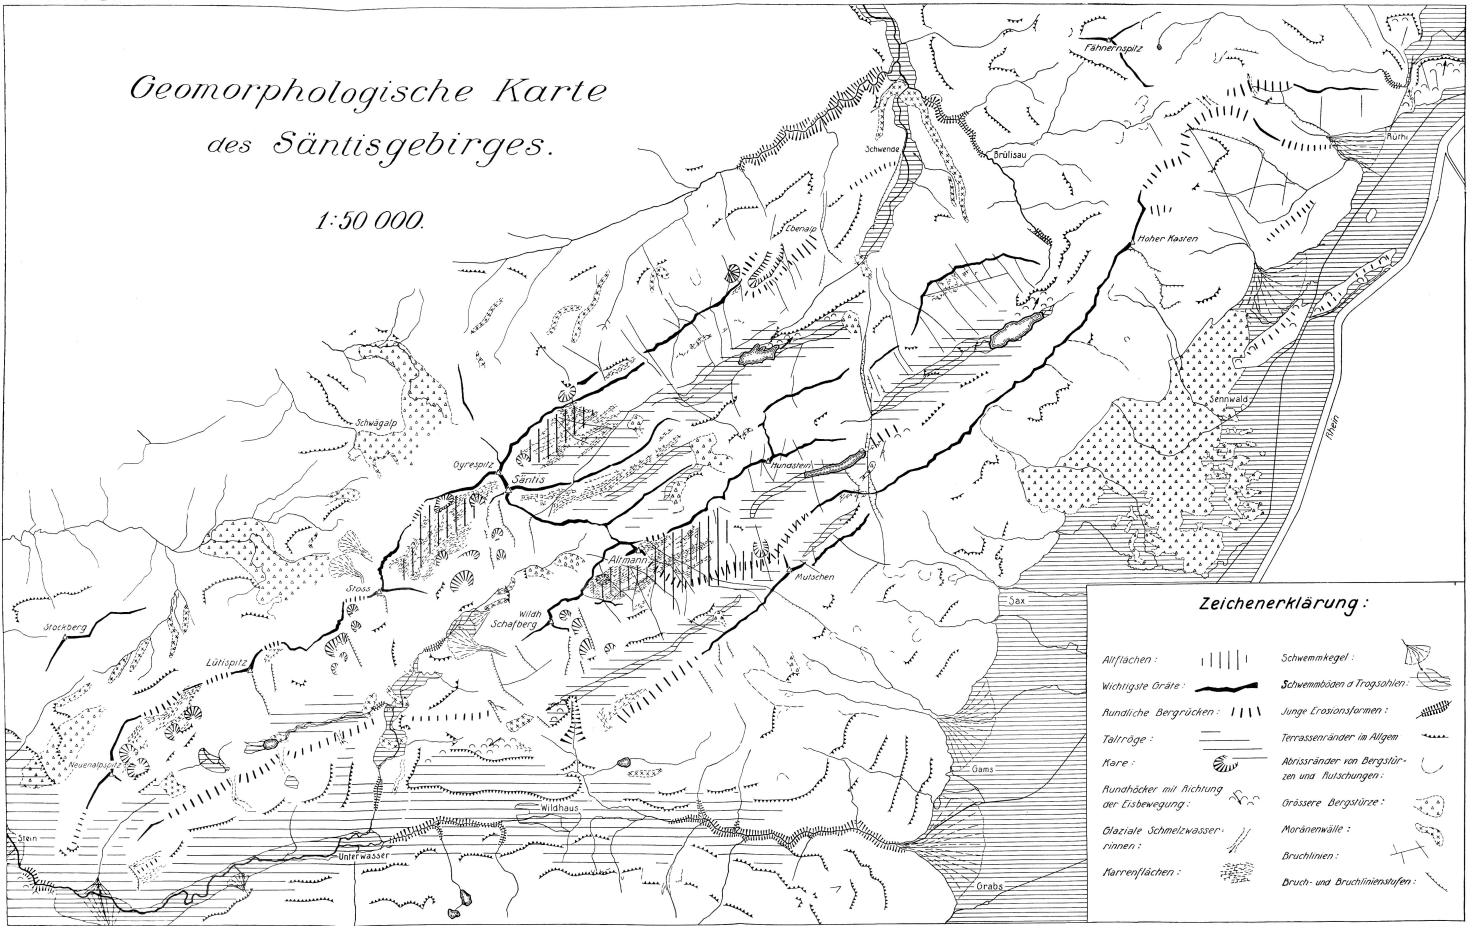 Geomorphologische Karte
des Säntisgebirges.
1:50 000.
Fähnernspitz
Rüthi
Schwende
Brülisau
Ebenalp
Hoher Kasten
Schwägalp
Sennwald
Rhein
Gyrespitz
Säntis
Hundstein
Altmann
Mutschen
Stoss
Sax
Wildh
Schafberg
Stockberg
Lütispitz
Neuenalpspitz
Gams
Wildhaus
Stein
Unterwasser
Grabs
Zeichenerklärung:
Altflächen:
Wichtigste Gräte:
Rundliche Bergrücken:
Taltröge:
Kare:
Rundhöcker mit Richtung
der Eisbewegung:
Glaziale Schmelzwasser-
rinnen:
Karrenflächen:
Schwemmkegel:
Schwemmböden a Trogsohlen:
Junge Erosionsformen:
Terrassenränder im Allgem
Abrissränder von Bergstür-
zen und Rutschungen:
Grössere Bergstürze:
Moränenwälle:
Bruchlinien:
Bruch- und Bruchlinienstufen: